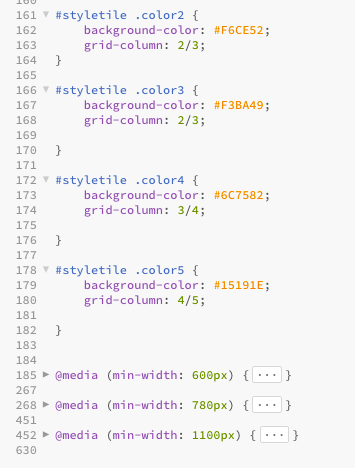 160
161 ▼ #styletile .color2 {
162 background-color: #F6CE52;
163 grid-column: 2/3;
164 }
165
166 ▼ #styletile .color3 {
167 background-color: #F3BA49;
168 grid-column: 2/3;
169
170 }
171
172 ▼ #styletile .color4 {
173 background-color: #6C7582;
174 grid-column: 3/4;
175
176 }
177
178 ▼ #styletile .color5 {
179 background-color: #15191E;
180 grid-column: 4/5;
181
182 }
183
184
185 ▶ @media (min-width: 600px) { ··· }
267
268 ▶ @media (min-width: 780px) { ··· }
451
452 ▶ @media (min-width: 1100px) { ··· }
630